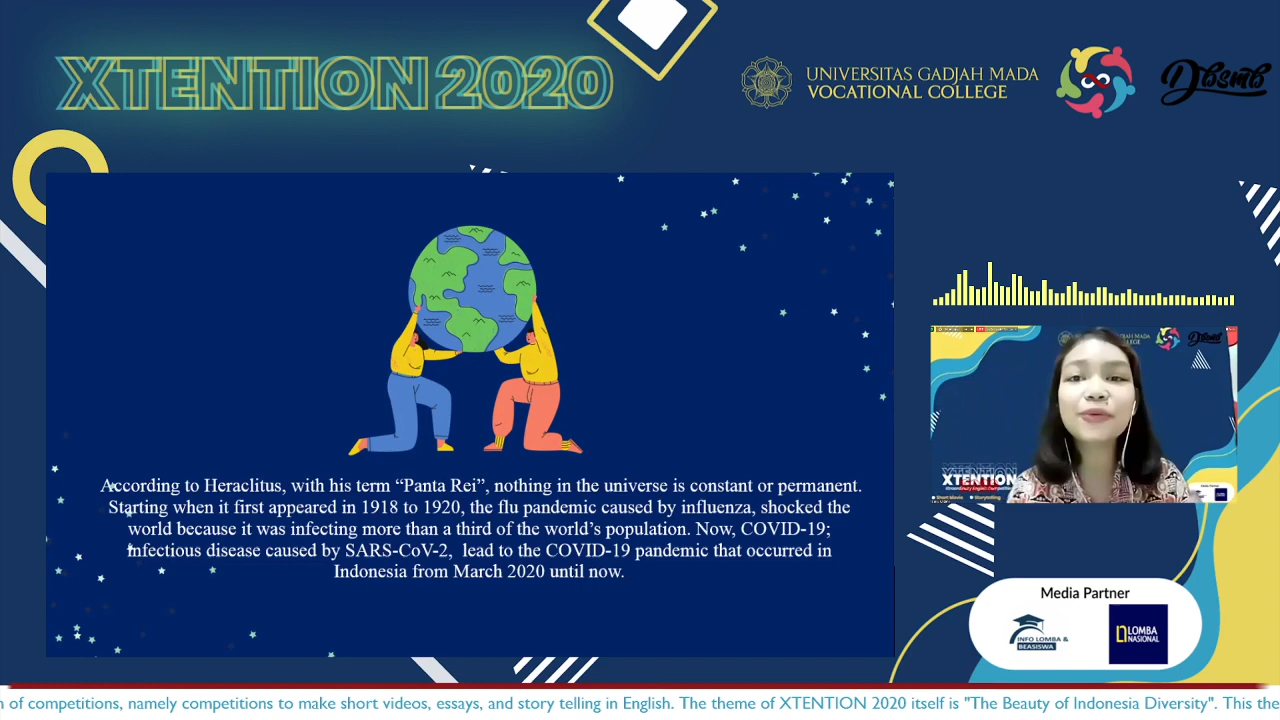 XTENTION 2020
UNIVERSITAS GADJAH MADA
VOCATIONAL COLLEGE
Dbsmb
According to Heraclitus, with his term “Panta Rei”, nothing in the universe is constant or permanent.
Starting when it first appeared in 1918 to 1920, the flu pandemic caused by influenza, shocked the
world because it was infecting more than a third of the world’s population. Now, COVID-19;
infectious disease caused by SARS-CoV-2, lead to the COVID-19 pandemic that occurred in
Indonesia from March 2020 until now.
XTENTION
Short Movie
Storytelling
Media Partner
INFO LOMBA &
BEASISWA
LOMBA
NASIONAL
of competitions, namely competitions to make short videos, essays, and story telling in English. The theme of XTENTION 2020 itself is "The Beauty of Indonesia Diversity". This the